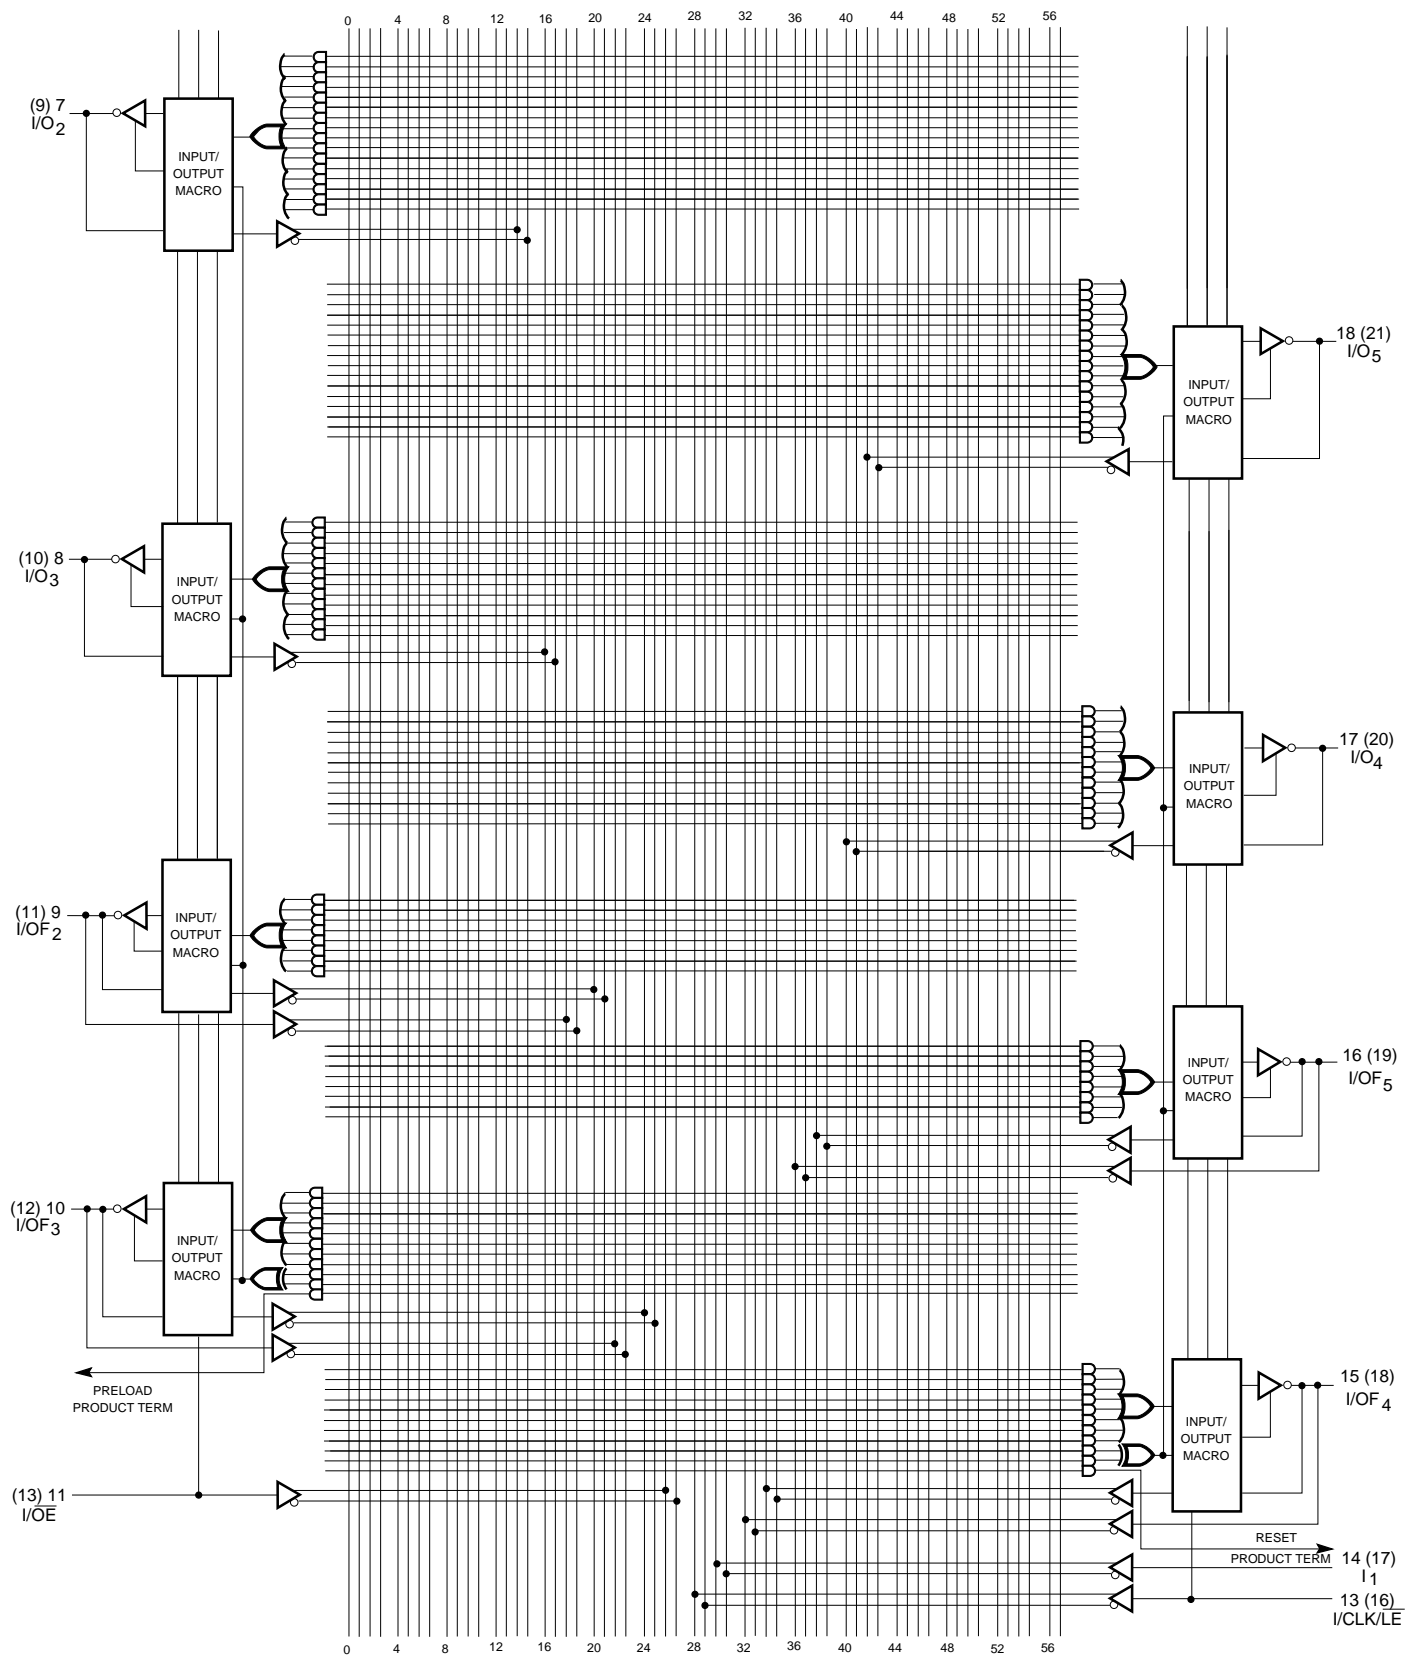 0 4 8 12 16 20 24 28 32 36 40 44 48 52 56
(9) 7
I/O2
INPUT/
OUTPUT
MACRO
18 (21)
I/O5
INPUT/
OUTPUT
MACRO
(10) 8
I/O3
INPUT/
OUTPUT
MACRO
17 (20)
I/O4
INPUT/
OUTPUT
MACRO
(11) 9
I/OF2
INPUT/
OUTPUT
MACRO
16 (19)
I/OF5
INPUT/
OUTPUT
MACRO
(12) 10
I/OF3
INPUT/
OUTPUT
MACRO
PRELOAD
PRODUCT TERM
15 (18)
I/OF4
INPUT/
OUTPUT
MACRO
(13) 11
I/O̅E̅
RESET
PRODUCT TERM
14 (17)
I1
13 (16)
I/CLK/L̅E̅
0 4 8 12 16 20 24 28 32 36 40 44 48 52 56